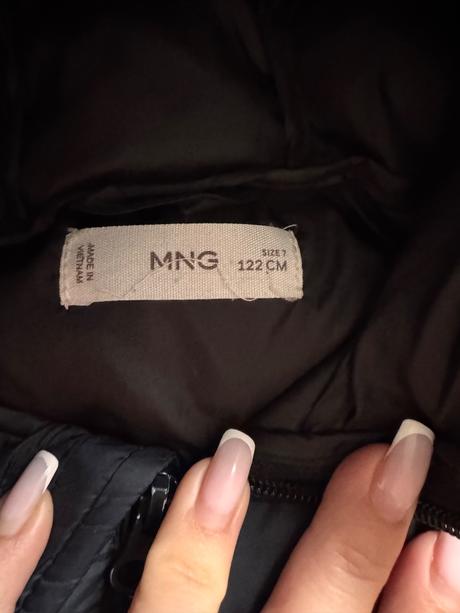 MADE IN
VIETNAM
MNG
SIZE 7
122 CM